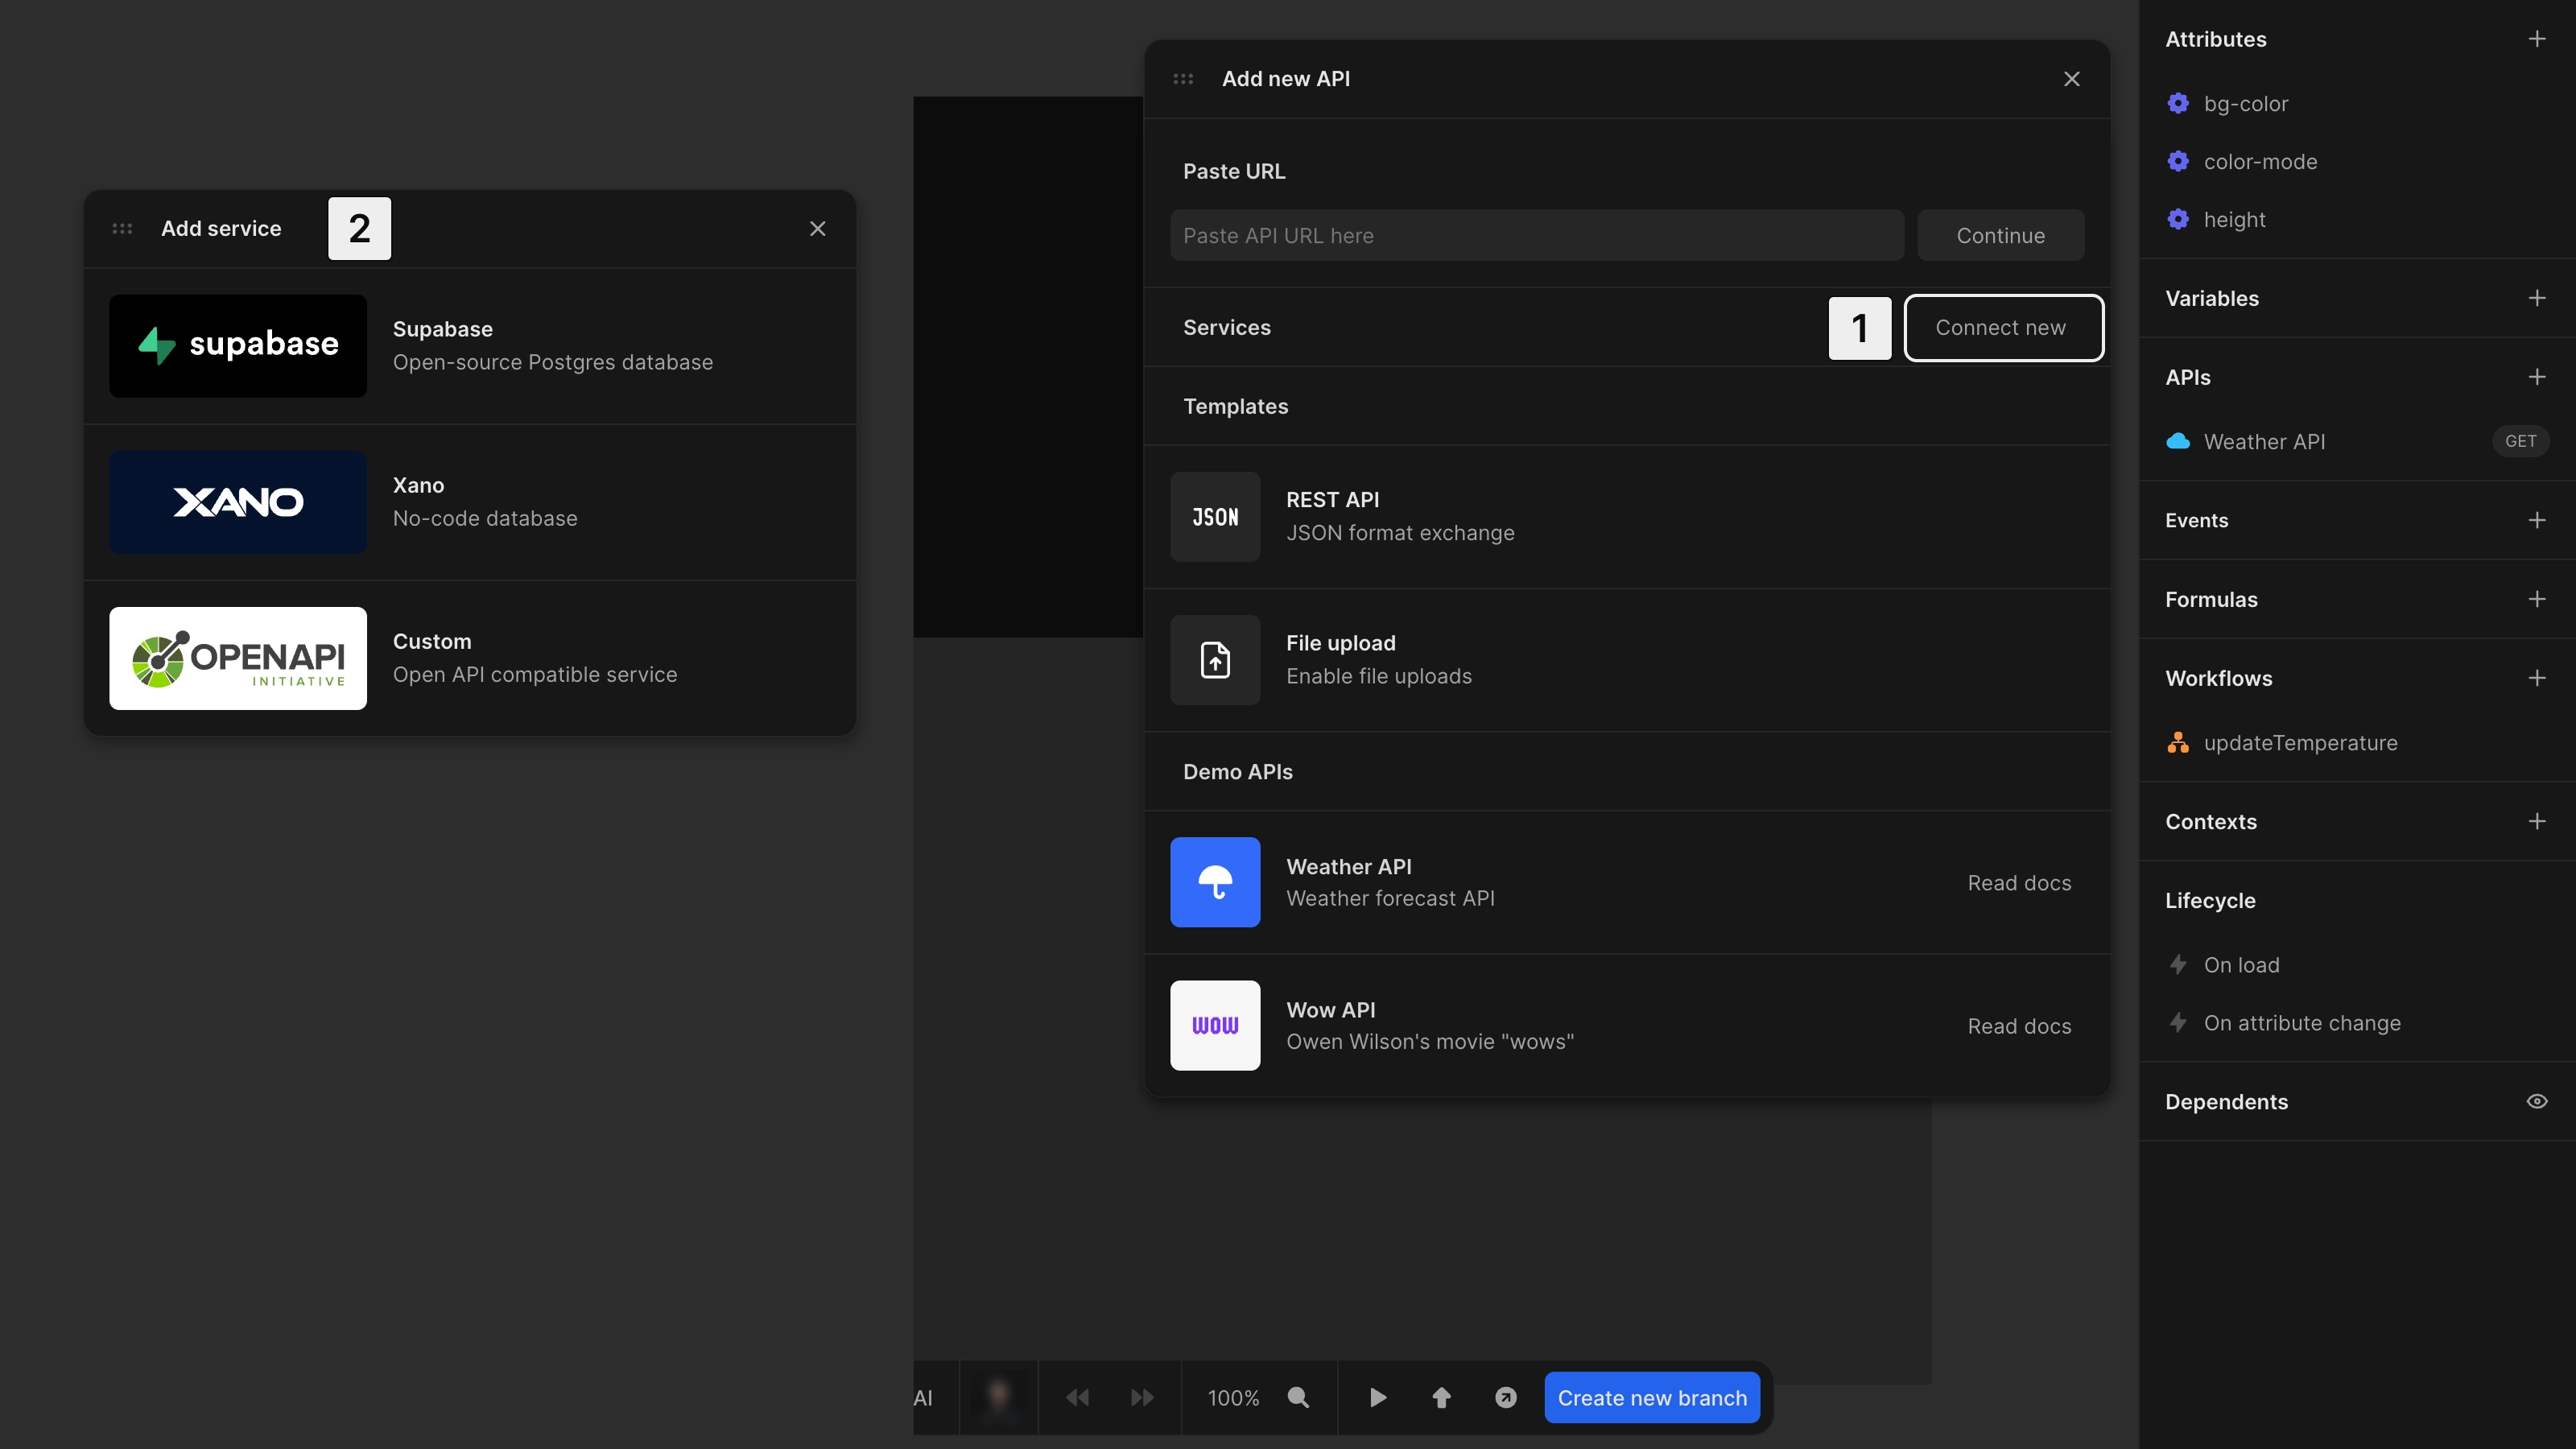 Add service
2
supabase
Supabase
Open-source Postgres database
XANO
Xano
No-code database
OPENAPI
INITIATIVE
Custom
Open API compatible service
Add new API
Paste URL
Paste API URL here
Continue
Services
1
Connect new
Templates
JSON
REST API
JSON format exchange
File upload
Enable file uploads
Demo APIs
Weather API
Weather forecast API
Read docs
WOW
Wow API
Owen Wilson's movie "wows"
Read docs
AI
100%
Create new branch
Attributes
bg-color
color-mode
height
Variables
APIs
Weather API
GET
Events
Formulas
Workflows
updateTemperature
Contexts
Lifecycle
On load
On attribute change
Dependents